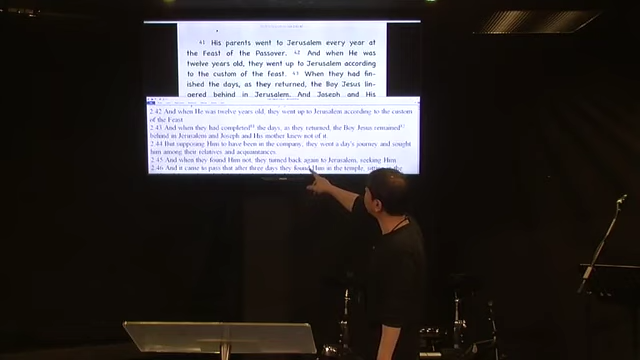 41 His parents went to Jerusalem every year at
the Feast of the Passover. 42 And when He was
twelve years old, they went up to Jerusalem according
to the custom of the feast. 43 When they had fin-
ished the days, as they returned, the Boy Jesus lin-
gered behind in Jerusalem. And Joseph and His
2:42 And when He was twelve years old, they went up to Jerusalem according to the custom
of the Feast
2:43 And when they had completed the days, as they returned, the Boy Jesus remained
behind in Jerusalem and Joseph and His mother knew not of it.
2:44 But supposing Him to have been in the company, they went a day's journey and sought
him among their relatives and acquaintances
2:45 And when they found Him not, they turned back again to Jerusalem, seeking Him
2:46 And it came to pass that after three days they found Him in the temple, sitting the